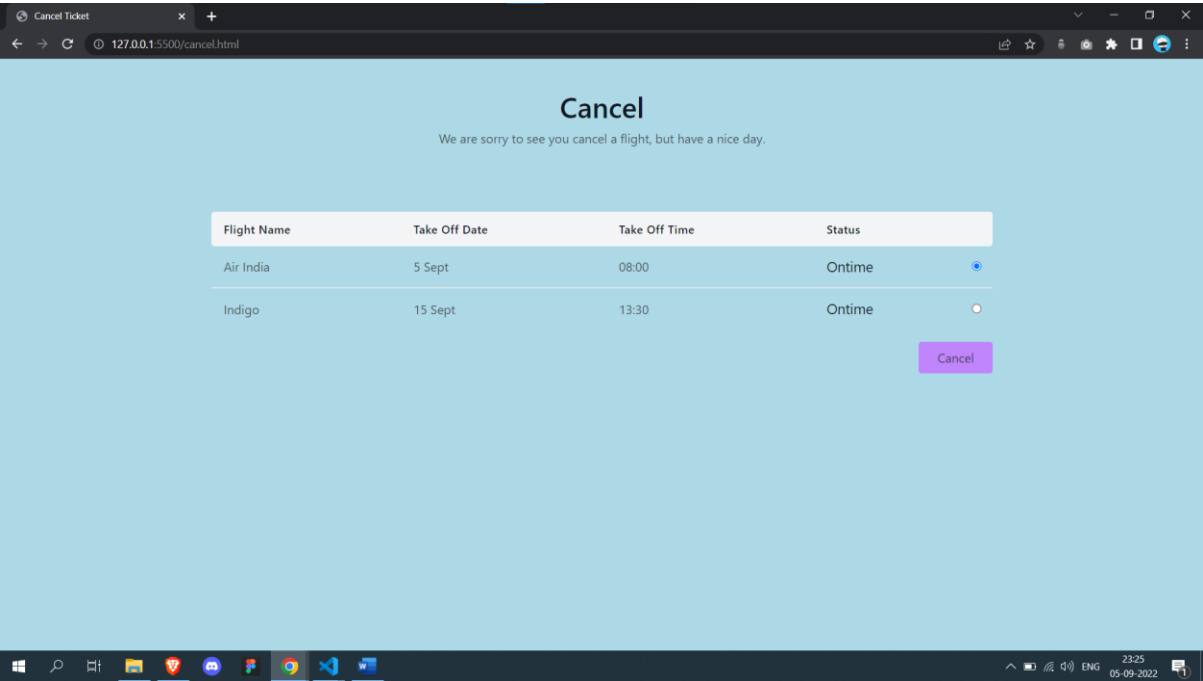 Cancel Ticket
127.0.0.1:5500/cancel.html
Cancel
We are sorry to see you cancel a flight, but have a nice day.
Flight Name Take Off Date Take Off Time Status
Air India 5 Sept 08:00 Ontime
Indigo 15 Sept 13:30 Ontime
Cancel
ENG 23:25
05-09-2022